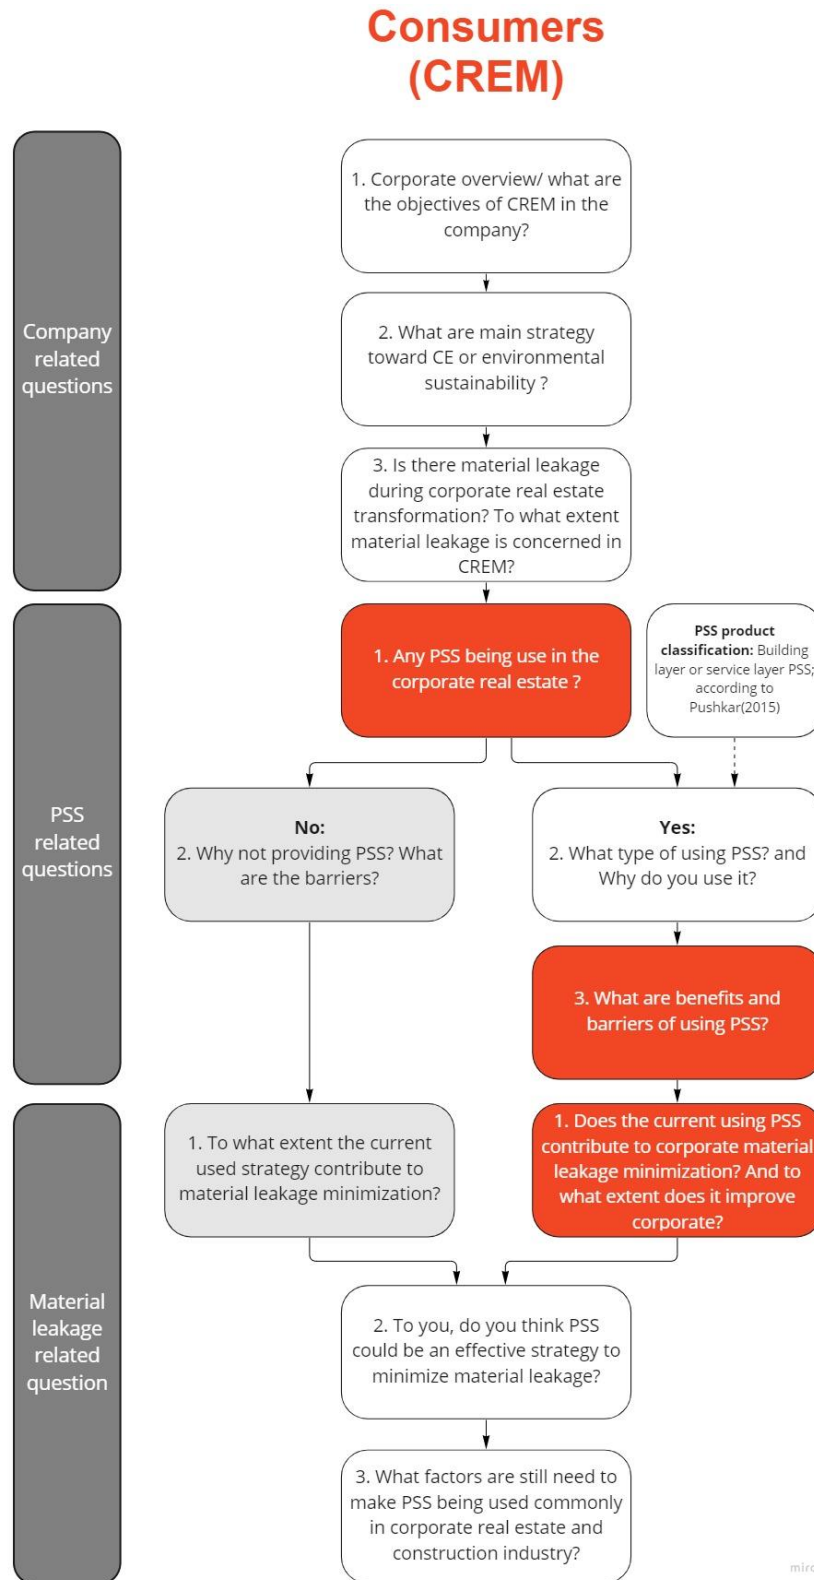 Consumers
(CREM)
Company
related
questions
1. Corporate overview/ what are
the objectives of CREM in the
company?
2. What are main strategy
toward CE or environmental
sustainability ?
3. Is there material leakage
during corporate real estate
transformation? To what extent
material leakage is concerned in
CREM?
PSS
related
questions
1. Any PSS being use in the
corporate real estate ?
PSS product
classification: Building
layer or service layer PSS;
according to
Pushkar(2015)
No:
2. Why not providing PSS? What
are the barriers?
Yes:
2. What type of using PSS? and
Why do you use it?
3. What are benefits and
barriers of using PSS?
Material
leakage
related
question
1. To what extent the current
used strategy contribute to
material leakage minimization?
1. Does the current using PSS
contribute to corporate material
leakage minimization? And to
what extent does it improve
corporate?
2. To you, do you think PSS
could be an effective strategy to
minimize material leakage?
3. What factors are still need to
make PSS being used commonly
in corporate real estate and
construction industry?